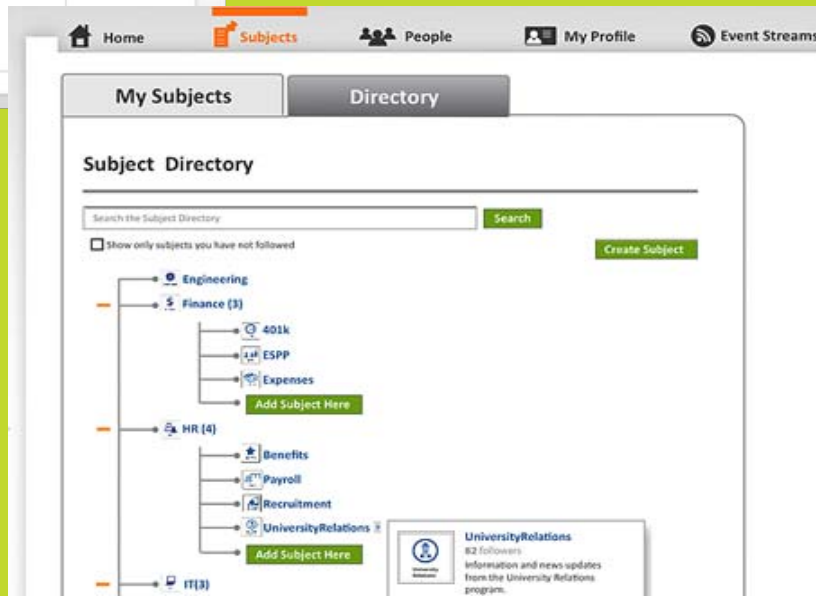 Home Subjects People My Profile Event Streams
My Subjects Directory
Subject Directory
Search the Subject Directory Search
Show only subjects you have not followed
Create Subject
Engineering
Finance (3)
401k
ESPP
Expenses
Add Subject Here
HR (4)
Benefits
Payroll
Recruitment
UniversityRelations
Add Subject Here
UniversityRelations
82 followers
Information and news updates
from the University Relations
program.
University
Relations
IT(3)